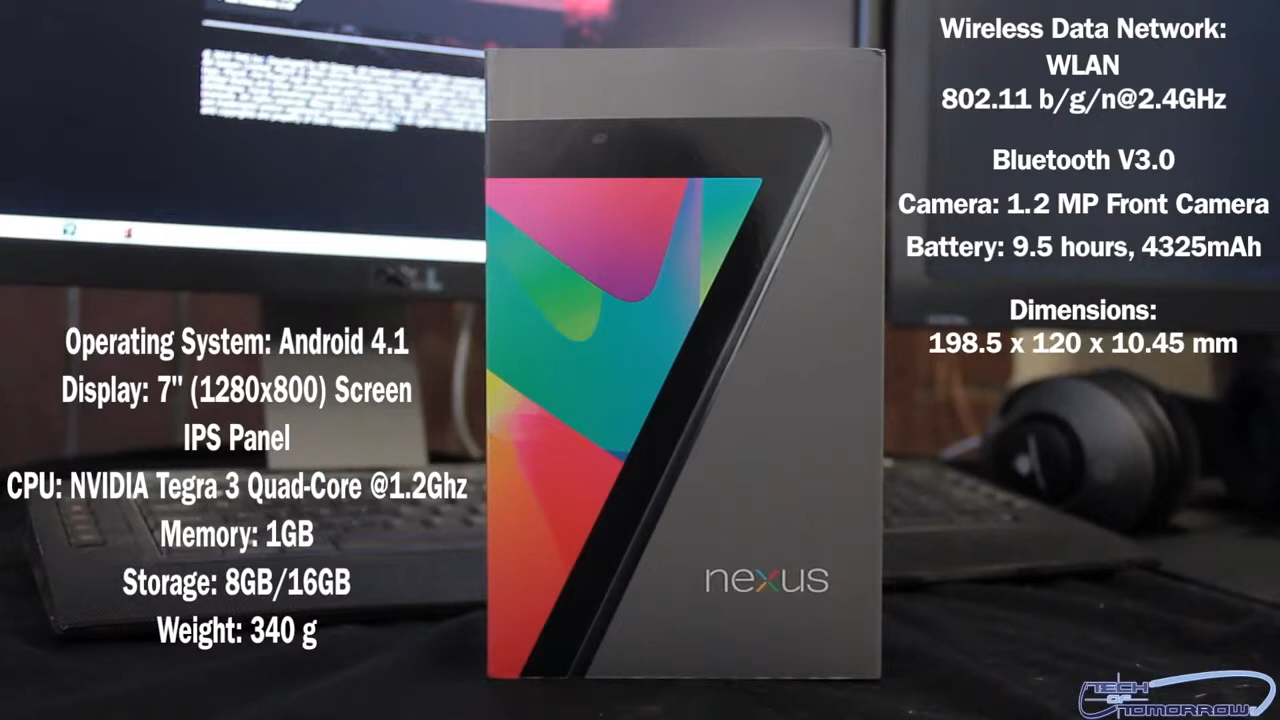 Wireless Data Network:
WLAN
802.11 b/g/n@2.4GHz
Bluetooth V3.0
Camera: 1.2 MP Front Camera
Battery: 9.5 hours, 4325mAh
Dimensions:
198.5 x 120 x 10.45 mm
Operating System: Android 4.1
Display: 7" (1280x800) Screen
IPS Panel
CPU: NVIDIA Tegra 3 Quad-Core @1.2Ghz
Memory: 1GB
Storage: 8GB/16GB
Weight: 340 g
DELL
nexus
TECH
OF
TOMORROW